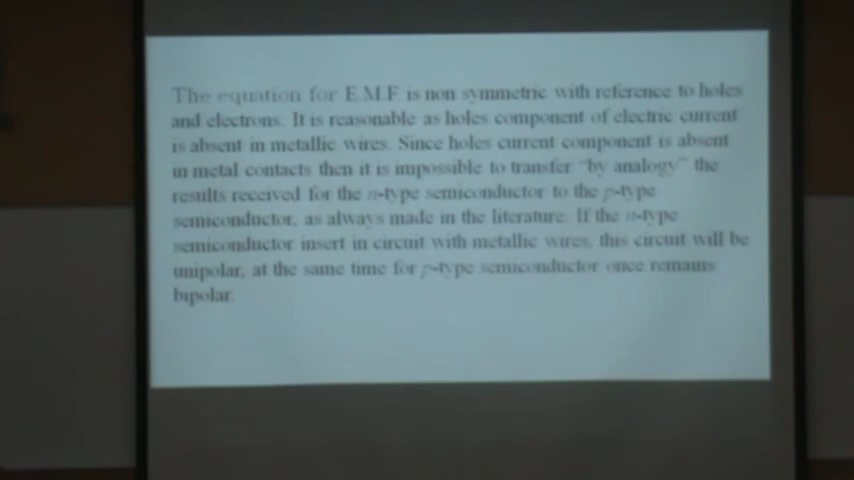 The equation for E.M.F. is non symmetric with reference to holes
and electrons. It is reasonable as holes component of electric current
is absent in metallic wires. Since holes current component is absent
in metal contacts then it is impossible to transfer "by analogy" the
results received for the n-type semiconductor to the p-type
semiconductor, as always made in the literature. If the n-type
semiconductor insert in circuit with metallic wires, this circuit will be
unipolar, at the same time for p-type semiconductor once remains
bipolar.